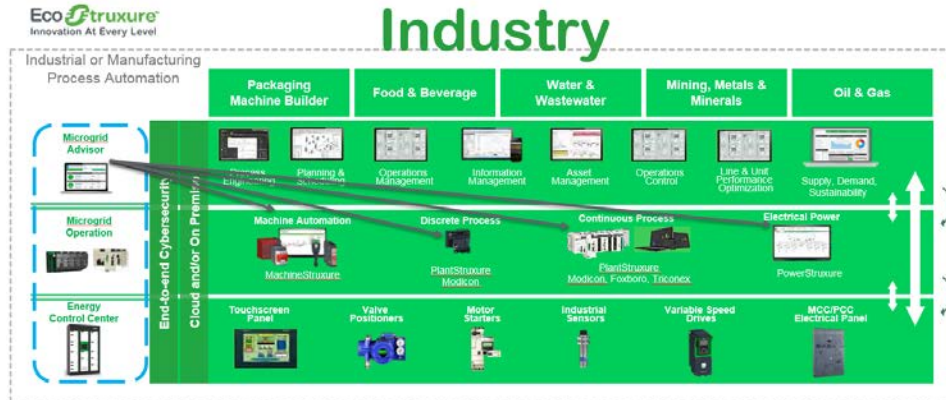 EcoStruxure™
Innovation At Every Level
Industry
Industrial or Manufacturing
Process Automation
Packaging
Machine Builder
Food & Beverage
Water &
Wastewater
Mining, Metals &
Minerals
Oil & Gas
Microgrid
Advisor
Microgrid
Operation
Energy
Control Center
End-to-end Cybersecurity
Cloud and/or On Premise
Process
Engineering
Planning &
Scheduling
Operations
Management
Information
Management
Asset
Management
Operations
Control
Line & Unit
Performance
Optimization
Supply, Demand,
Sustainability
Machine Automation
MachineStruxure
Discrete Process
PlantStruxure
Modicon
Continuous Process
PlantStruxure
Modicon, Foxboro, Triconex
Electrical Power
PowerStruxure
Touchscreen
Panel
Valve
Positioners
Motor
Starters
Industrial
Sensors
Variable Speed
Drives
MCC/PCC
Electrical Panel